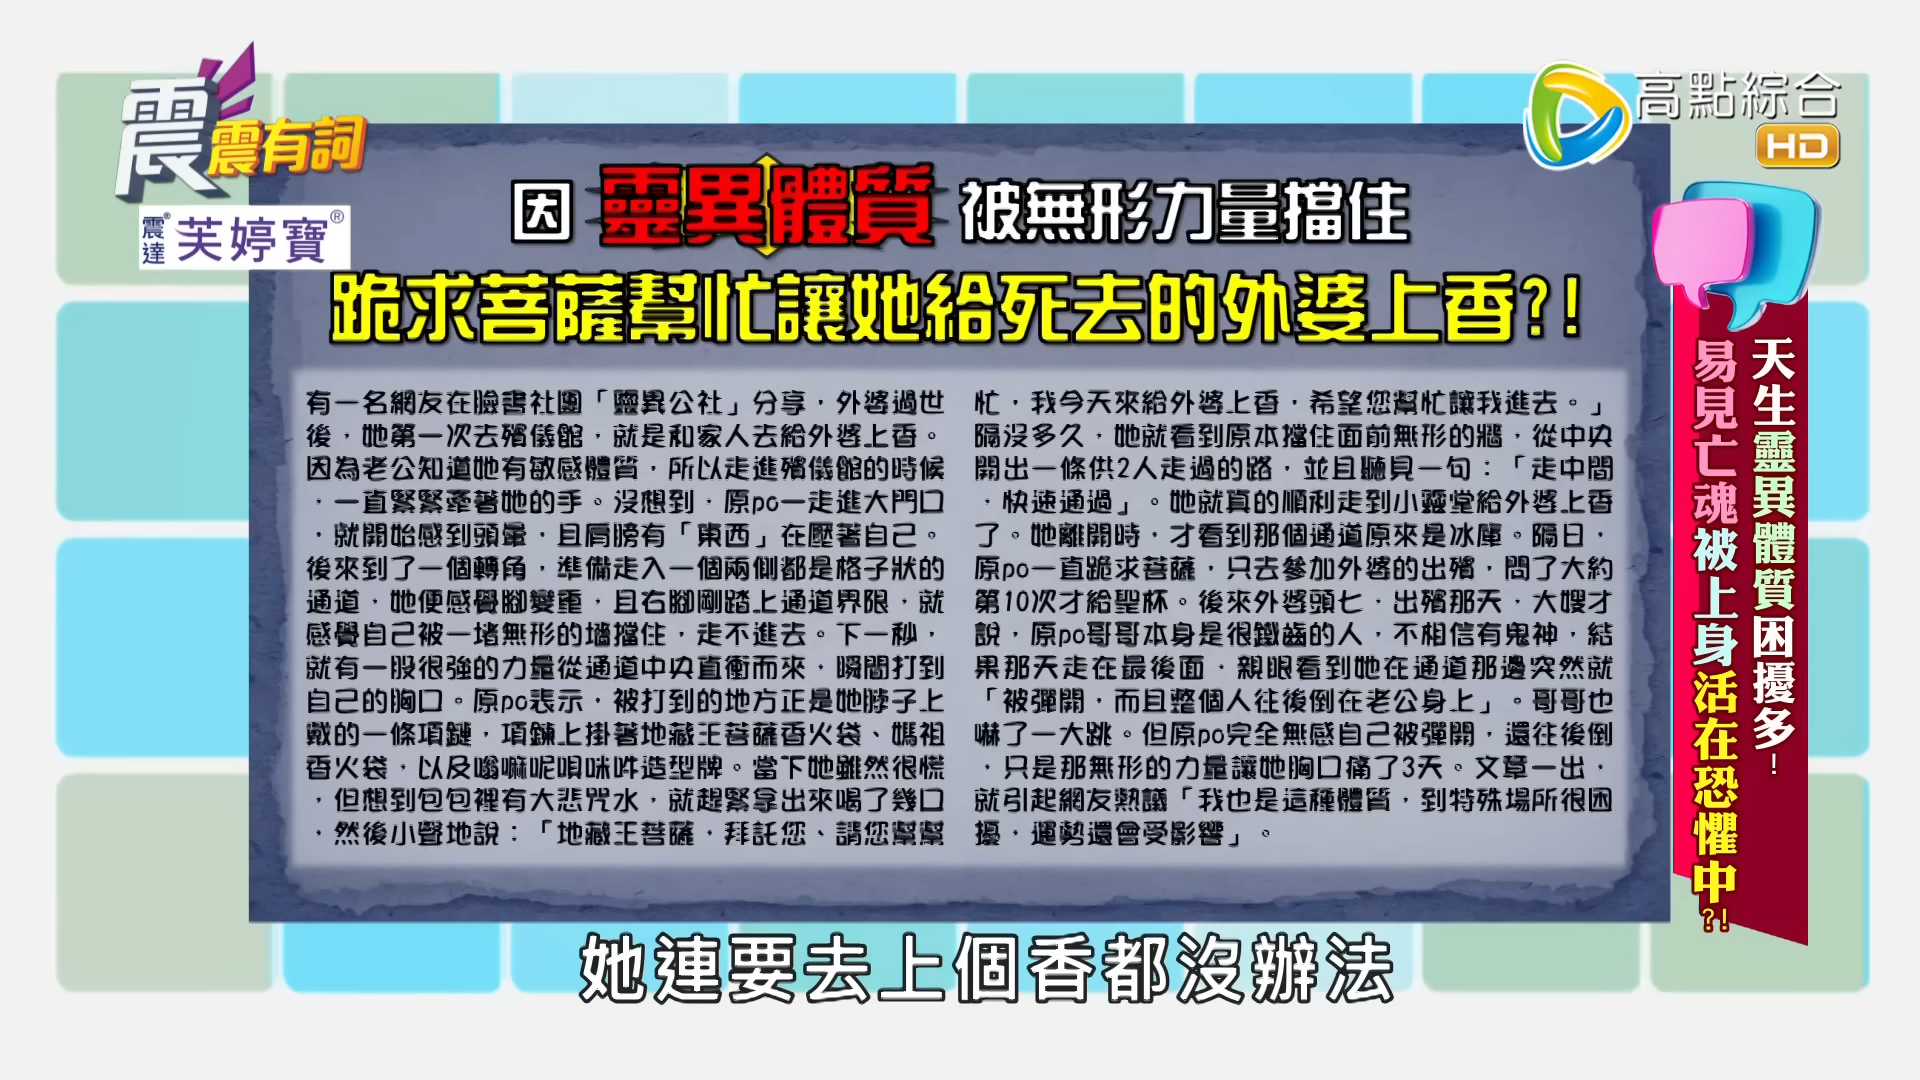 震震有詞
震達® 芙婷寶®
高點綜合
HD
因 靈異體質 被無形力量擋住
跪求菩薩幫忙讓她給死去的外婆上香?!
有一名網友在臉書社團「靈異公社」分享，外婆過世
後，她第一次去殯儀館，就是和家人去給外婆上香。
因為老公知道她有敏感體質，所以走進殯儀館的時候
，一直緊緊牽著她的手。沒想到，原po一走進大門口
，就開始感到頭暈，且肩膀有「東西」在壓著自己。
後來到了一個轉角，準備走入一個兩側都是格子狀的
通道，她便感覺腳變重，且右腳剛踏上通道界限，就
感覺自己被一堵無形的墻擋住，走不進去。下一秒，
就有一股很強的力量從通道中央直衝而來，瞬間打到
自己的胸口。原po表示，被打到的地方正是她脖子上
戴的一條項鏈，項鍊上掛著地藏王菩薩香火袋、媽祖
香火袋，以及嗡嘛呢唄咪吽造型牌。當下她雖然很慌
，但想到包包裡有大悲咒水，就趕緊拿出來喝了幾口
，然後小聲地說：「地藏王菩薩，拜託您、請您幫幫
忙，我今天來給外婆上香，希望您幫忙讓我進去。」
隔沒多久，她就看到原本擋住面前無形的牆，從中央
開出一條供2人走過的路，並且聽見一句：「走中間
，快速通過」。她就真的順利走到小靈堂給外婆上香
了。她離開時，才看到那個通道原來是冰庫。隔日，
原po一直跪求菩薩，只去參加外婆的出殯，問了大約
第10次才給聖杯。後來外婆頭七，出殯那天，大嫂才
說，原po哥哥本身是很鐵齒的人，不相信有鬼神，結
果那天走在最後面，親眼看到她在通道那邊突然就
「被彈開，而且整個人往後倒在老公身上」。哥哥也
嚇了一大跳。但原po完全無感自己被彈開，還往後倒
，只是那無形的力量讓她胸口痛了3天。文章一出，
就引起網友熱議「我也是這種體質，到特殊場所很困
擾，運勢還會受影響」。
天生靈異體質困擾多！
易見亡魂被上身活在恐懼中?!
她連要去上個香都沒辦法